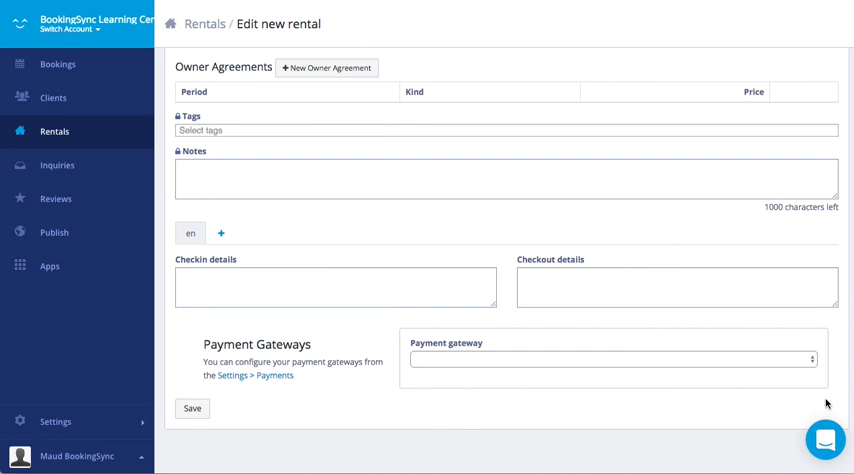 BookingSync Learning Cen
Switch Account
Rentals / Edit new rental
Bookings
Clients
Rentals
Inquiries
Reviews
Publish
Apps
Settings
Maud BookingSync
Owner Agreements + New Owner Agreement
Period Kind Price
Tags
Select tags
Notes
1000 characters left
en +
Checkin details Checkout details
Payment Gateways
You can configure your payment gateways from
the Settings > Payments
Payment gateway
Save